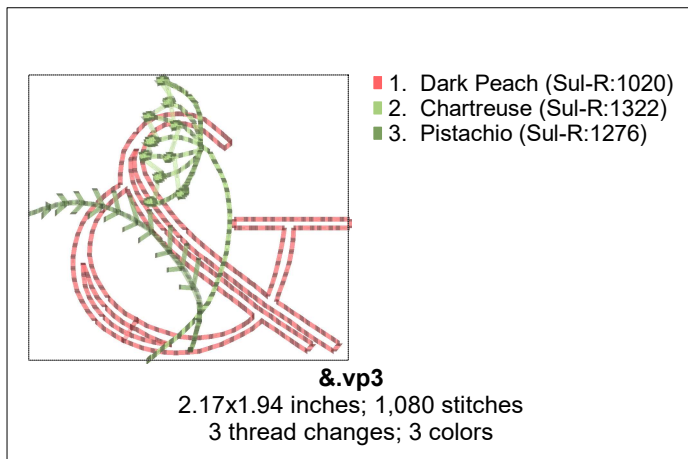 1. Dark Peach (Sul-R:1020)
2. Chartreuse (Sul-R:1322)
3. Pistachio (Sul-R:1276)
&.vp3
2.17x1.94 inches; 1,080 stitches
3 thread changes; 3 colors